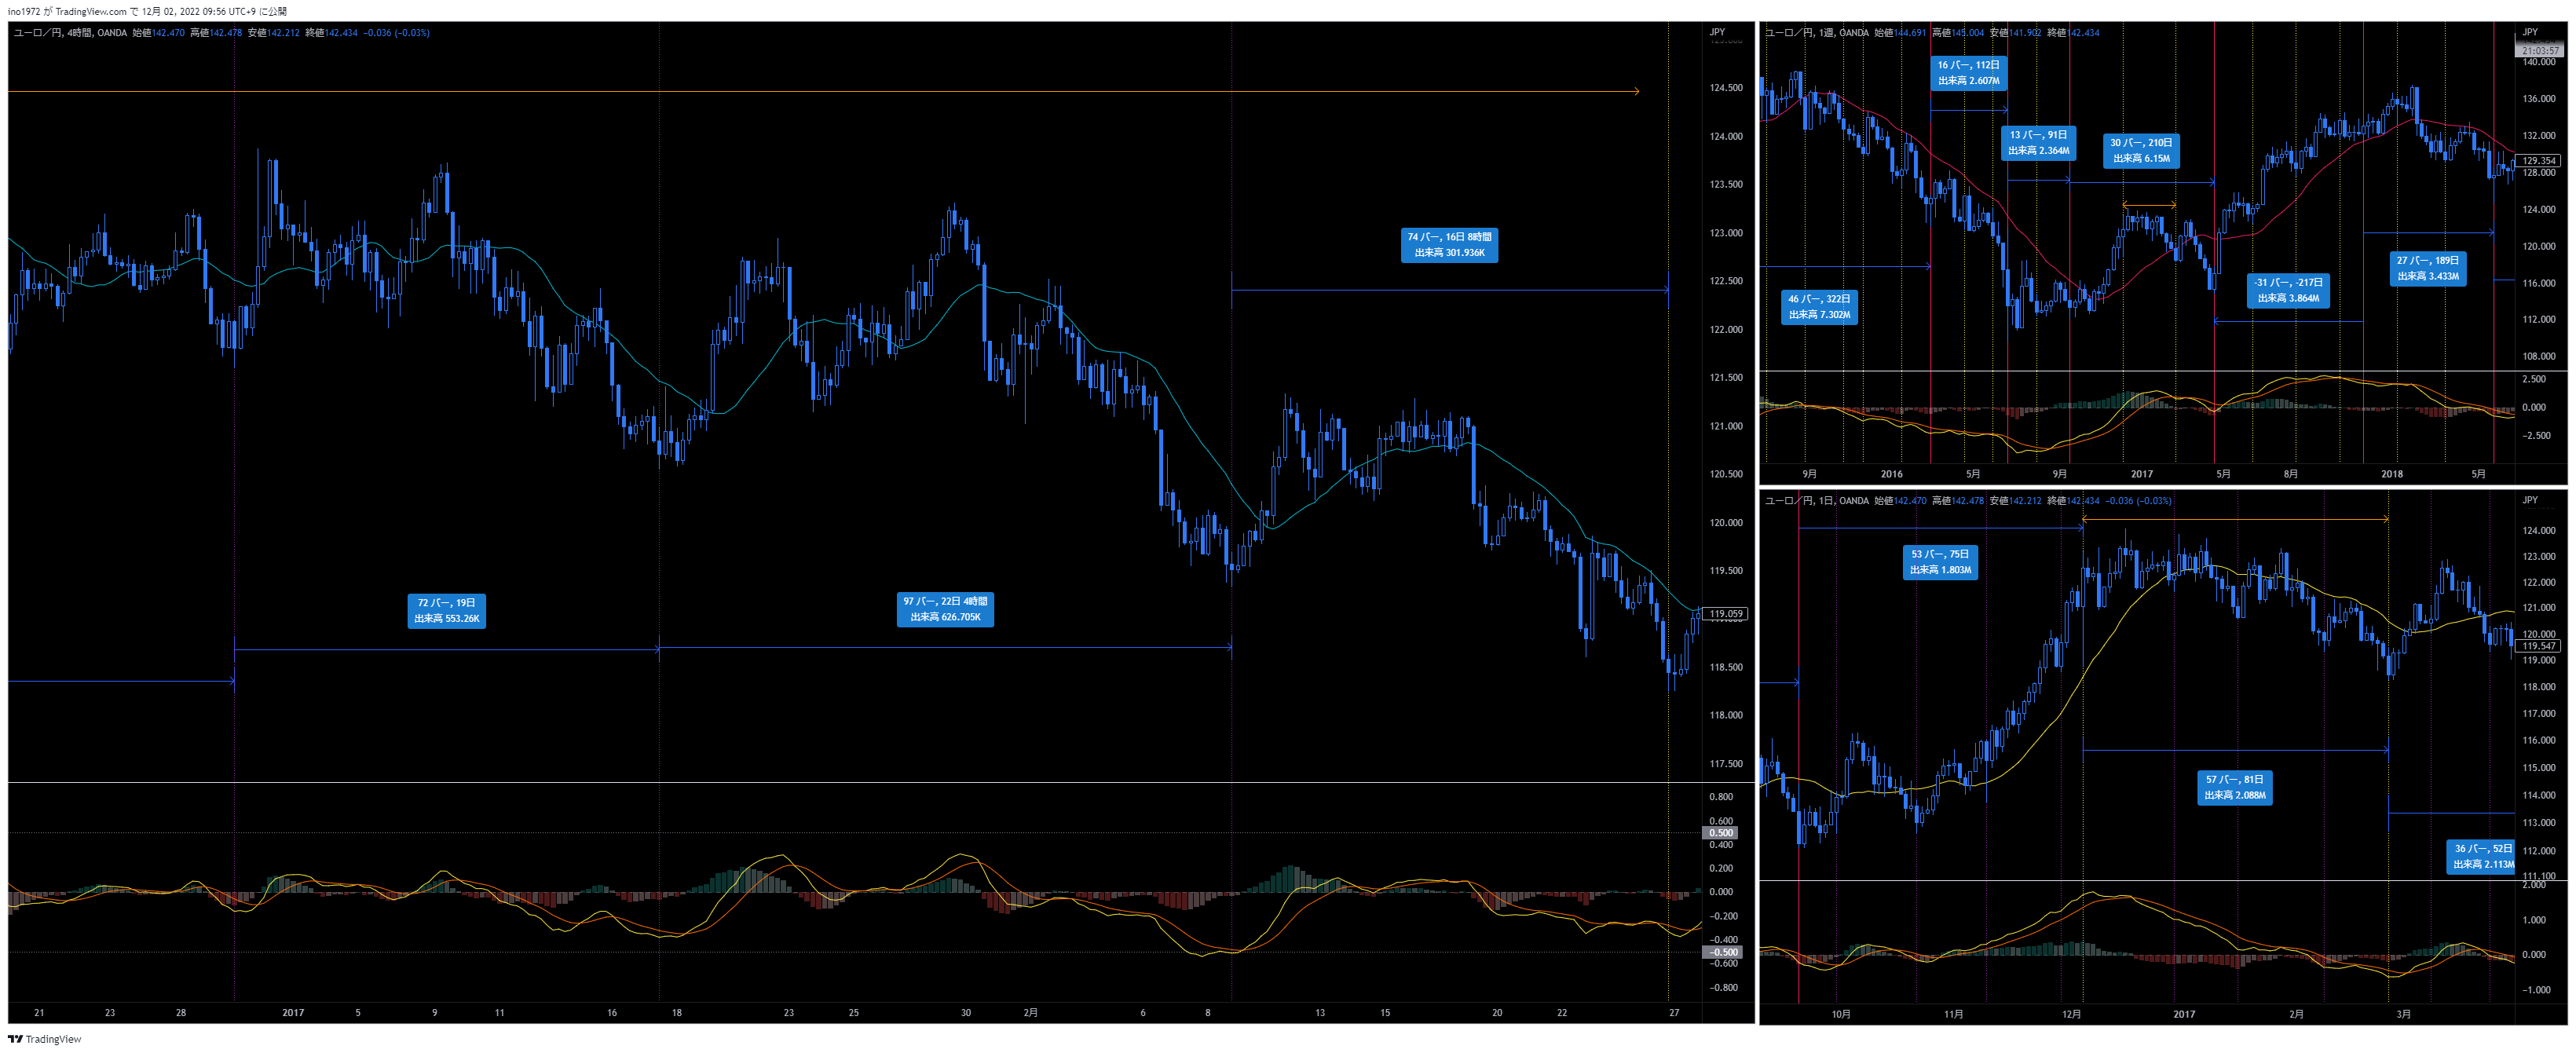 ino1972 が TradingView.com で 12月 02, 2022 09:56 UTC+9 に公開
ユーロ／円, 4時間, OANDA 始値142.470 高値142.478 安値142.212 終値142.434 −0.036 (−0.03%)
JPY
124.500
124.000
123.500
123.000
122.500
122.000
121.500
121.000
120.500
120.000
119.500
119.059
118.500
118.000
117.500
74 バー, 16日 8時間
出来高 301.936K
72 バー, 19日
出来高 553.26K
97 バー, 22日 4時間
出来高 626.705K
0.800
0.600
0.500
0.400
0.200
0.000
−0.200
−0.400
−0.500
−0.600
−0.800
21 23 28 2017 5 9 11 16 18 23 25 30 2月 6 8 13 15 20 22 27
ユーロ／円, 1週, OANDA 始値144.691 高値145.004 安値141.902 終値142.434
JPY
21:03:57
140.000
136.000
132.000
129.354
128.000
124.000
120.000
116.000
112.000
108.000
16 バー, 112日
出来高 2.607M
13 バー, 91日
出来高 2.364M
30 バー, 210日
出来高 6.15M
46 バー, 322日
出来高 7.302M
-31 バー, -217日
出来高 3.864M
27 バー, 189日
出来高 3.433M
2.500
0.000
−2.500
9月 2016 5月 9月 2017 5月 8月 2018 5月
ユーロ／円, 1日, OANDA 始値142.470 高値142.478 安値142.212 終値142.434 −0.036 (−0.03%)
JPY
124.000
123.000
122.000
121.000
120.000
119.547
119.000
118.000
117.000
116.000
115.000
114.000
113.000
112.000
111.100
53 バー, 75日
出来高 1.803M
57 バー, 81日
出来高 2.088M
36 バー, 52日
出来高 2.113M
2.000
1.000
0.000
−1.000
10月 11月 12月 2017 2月 3月
TradingView